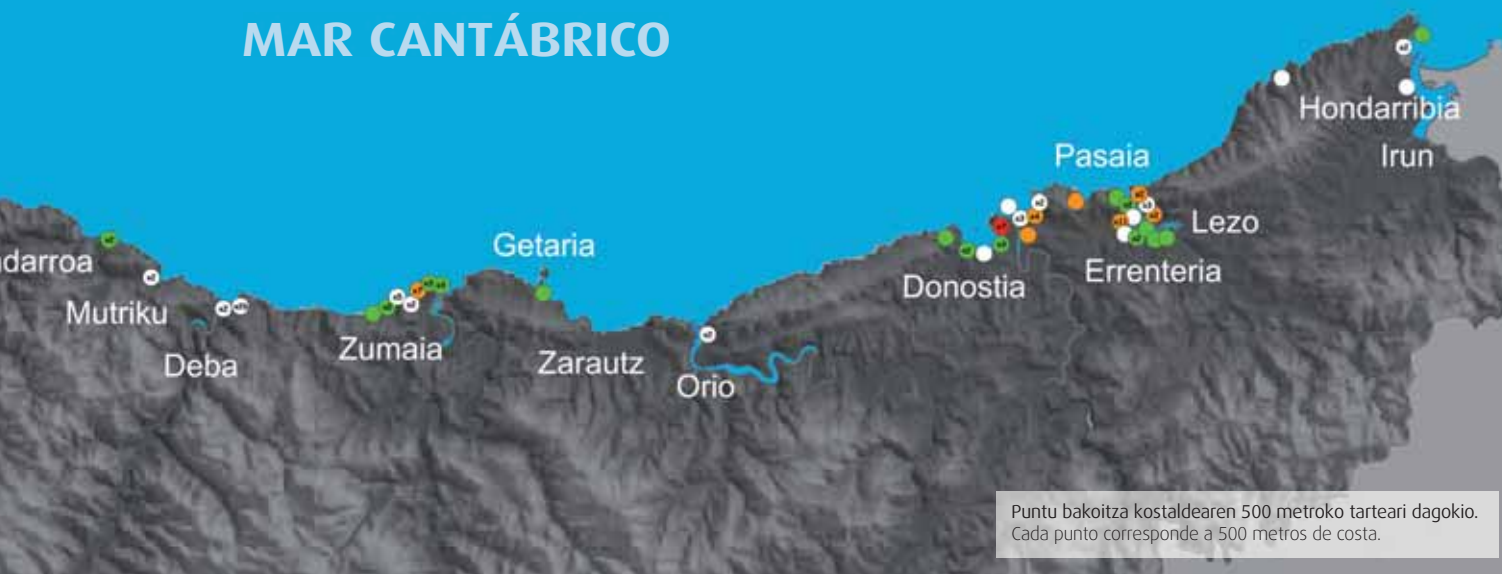 MAR CANTÁBRICO
Hondarribia
Pasaia
Irun
Lezo
Getaria
darroa
Errenteria
Donostia
Mutriku
Zumaia
Deba
Zarautz
Orio
Puntu bakoitza kostaldearen 500 metroko tarteari dagokio.
Cada punto corresponde a 500 metros de costa.